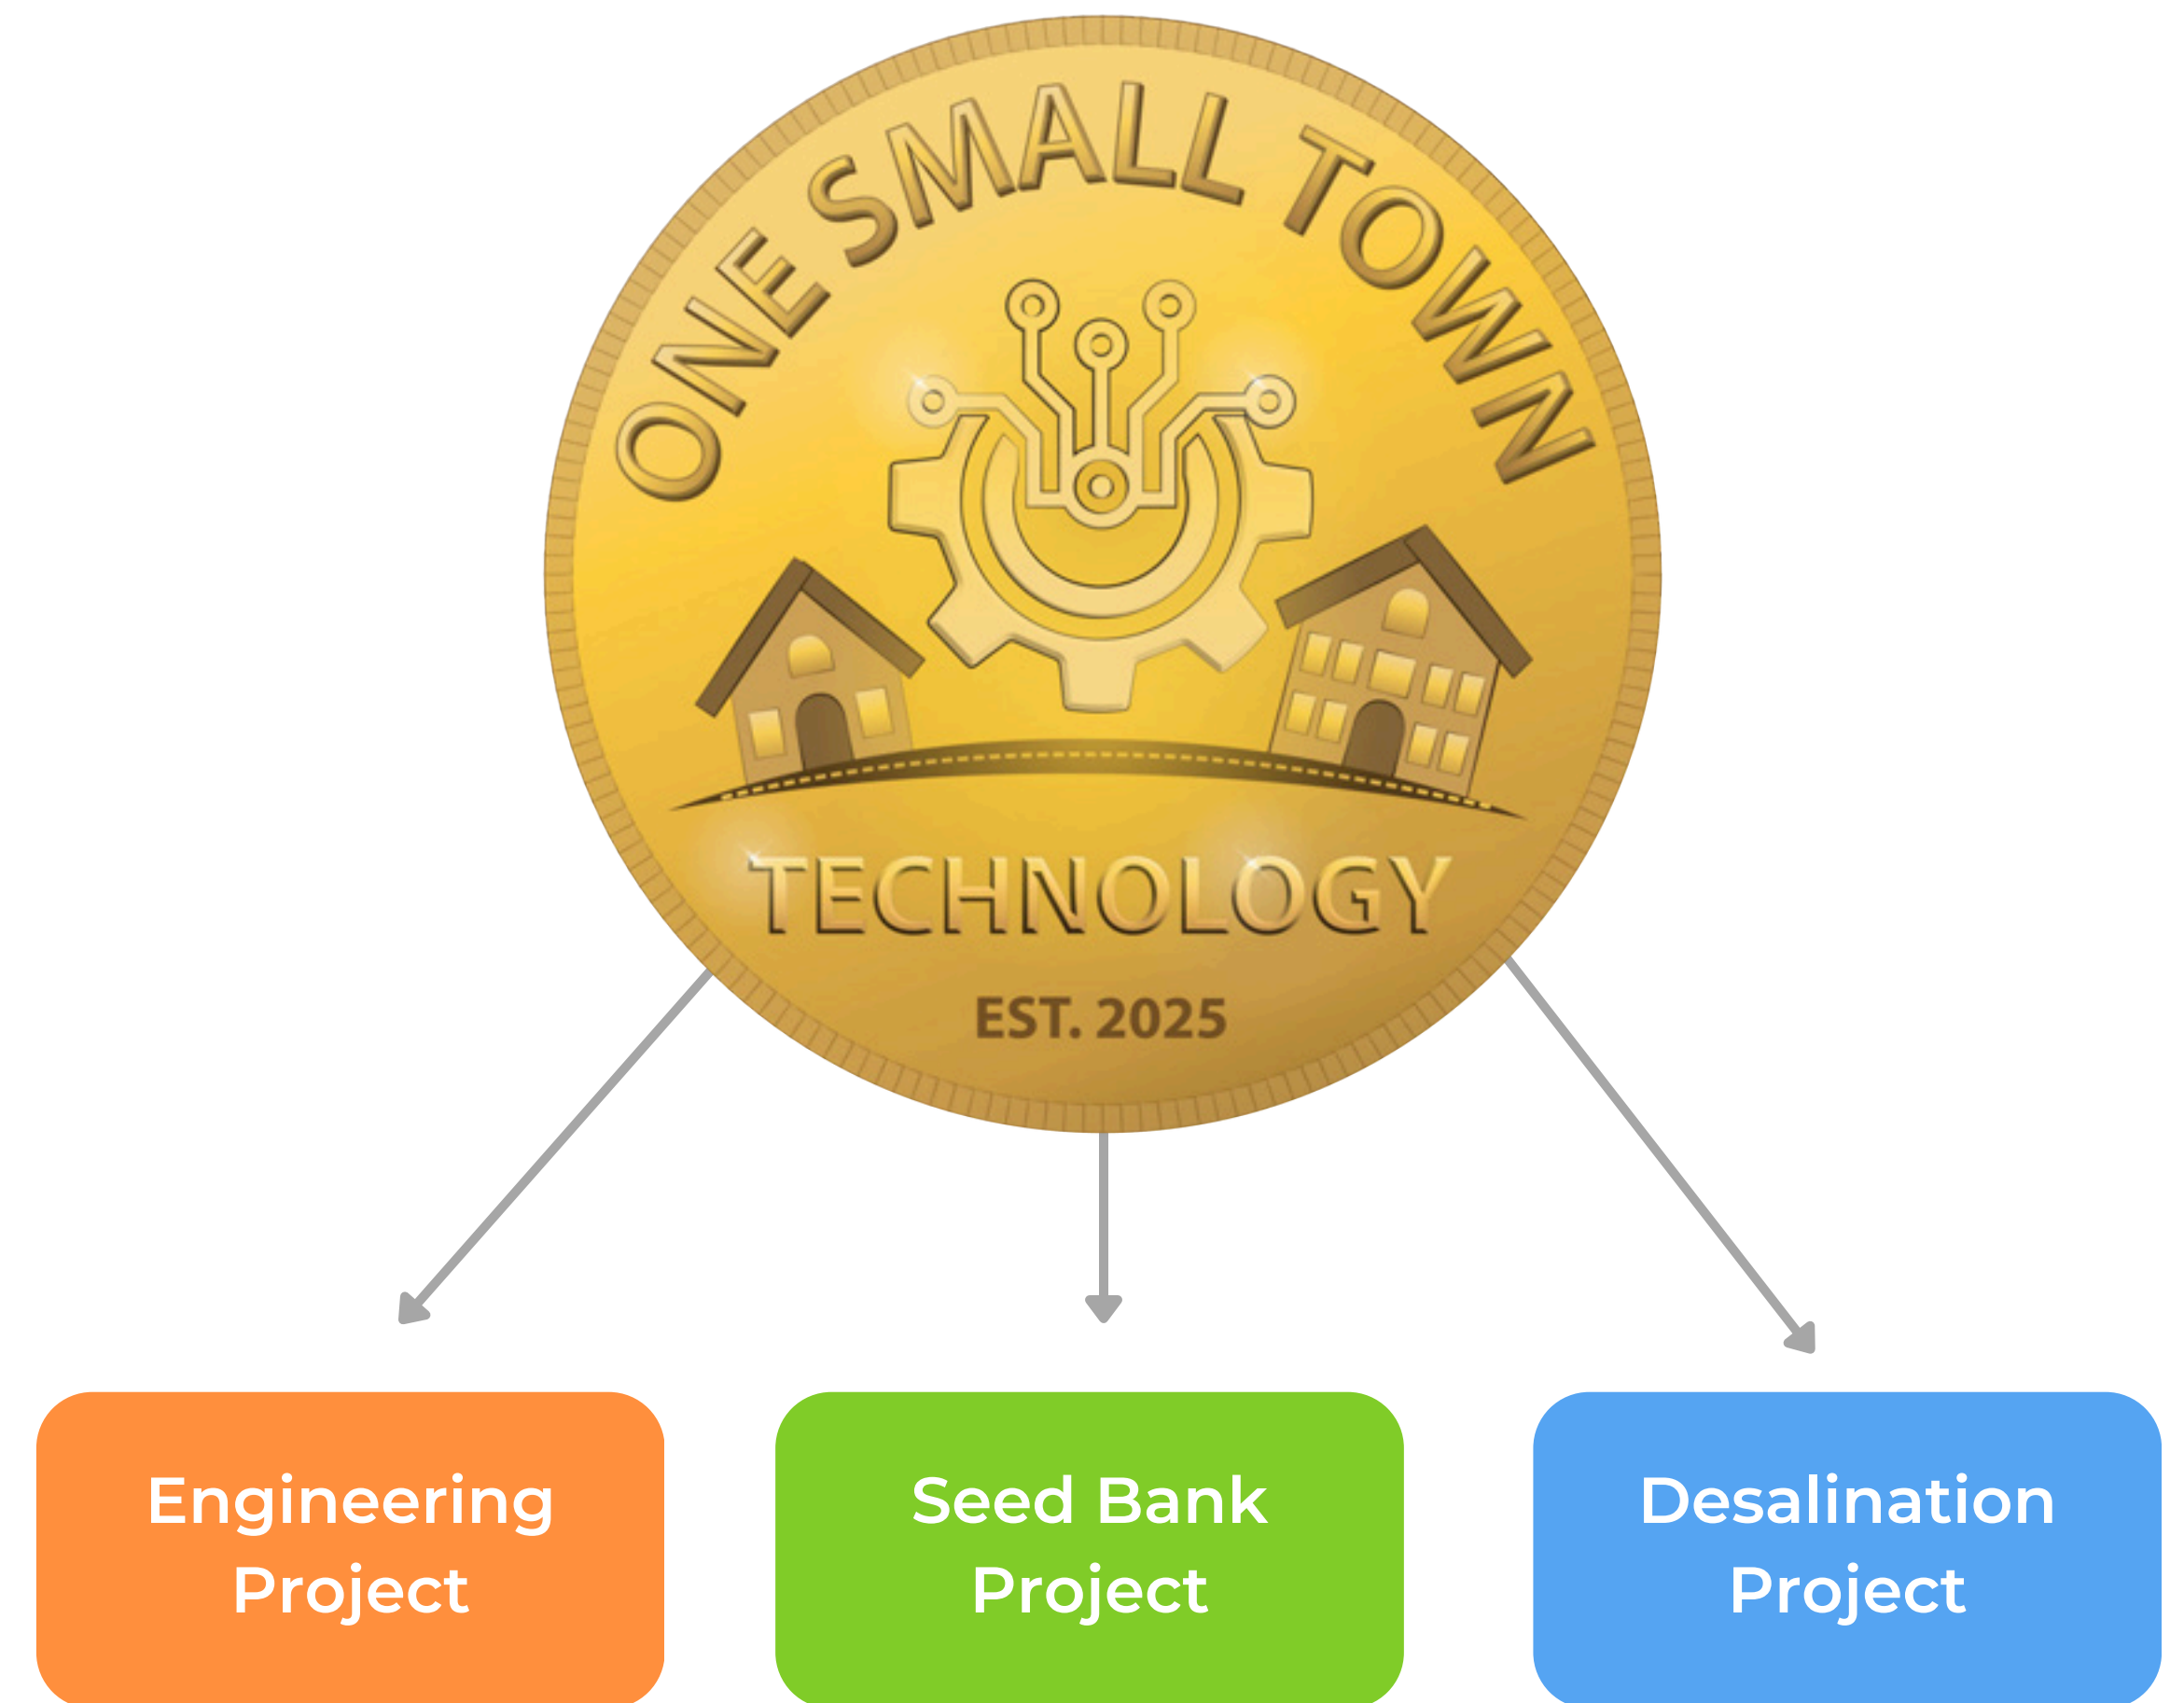 ONE SMALL TOWN
TECHNOLOGY
EST. 2025
Engineering
Project
Seed Bank
Project
Desalination
Project